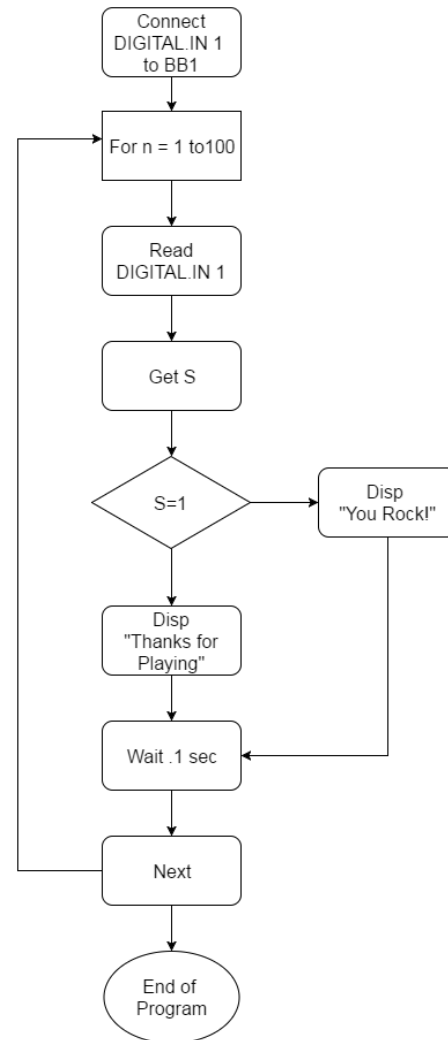 Connect
DIGITAL.IN 1
to BB1
For n = 1 to100
Read
DIGITAL.IN 1
Get S
S=1
Disp
"You Rock!"
Disp
"Thanks for
Playing"
Wait .1 sec
Next
End of
Program